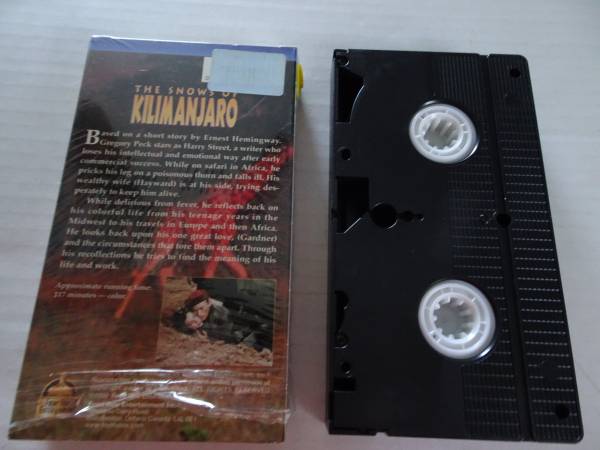 THE SNOWS OF
KILIMANJARO
Based on a short story by Ernest Hemingway.
Gregory Peck stars as Harry Street, a writer who
loses his intellectual and emotional way after early
commercial success. While on safari in Africa, he
pricks his leg on a poisonous thorn and falls ill. His
wealthy wife (Hayward) is at his side, trying des-
perately to keep him alive.
While delirious from fever, he reflects back on
his colorful life from his teenage years in the
Midwest to his travels in Europe and then Africa.
He looks back upon his one great love, (Gardner)
and the circumstances that tore them apart. Through
his recollections he tries to find the meaning of his
life and work.
Approximate running time:
117 minutes — color